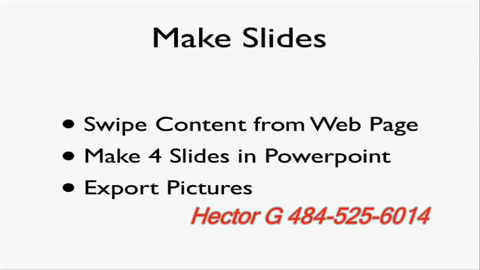 Make Slides
• Swipe Content from Web Page
• Make 4 Slides in Powerpoint
• Export Pictures
Hector G 484-525-6014